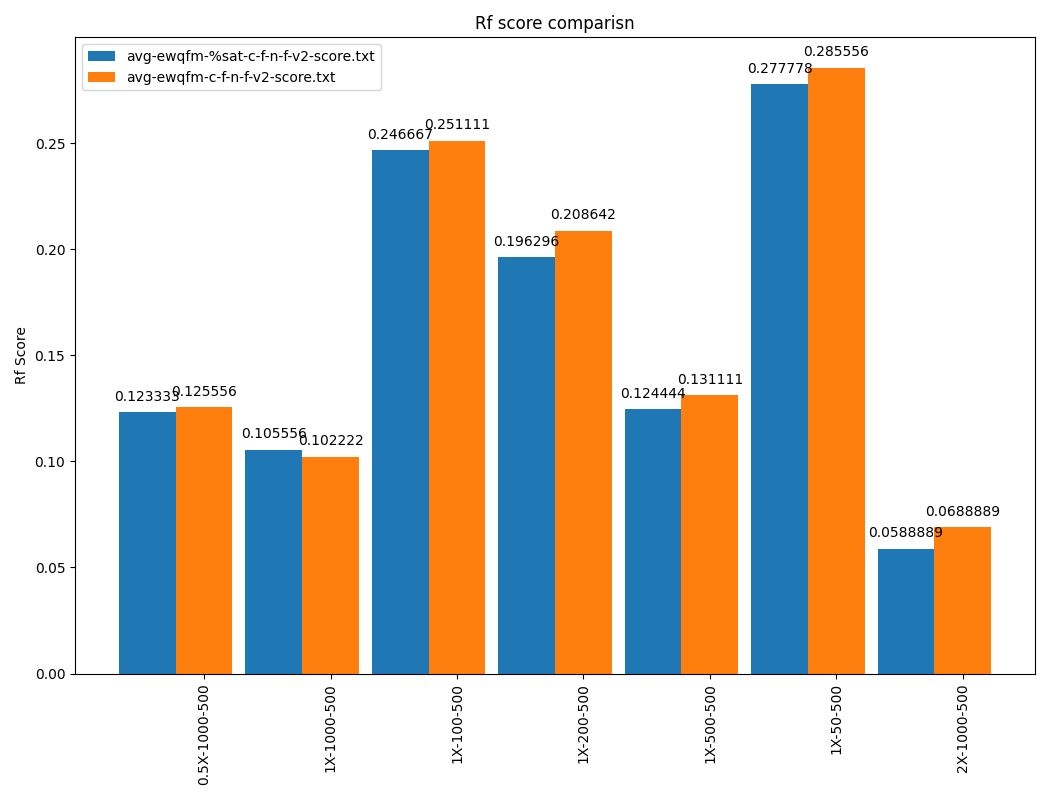 Rf score comparisn
avg-ewqfm-%sat-c-f-n-f-v2-score.txt
avg-ewqfm-c-f-n-f-v2-score.txt
Rf Score
0.25
0.20
0.15
0.10
0.05
0.00
0.123333
0.125556
0.105556
0.102222
0.246667
0.251111
0.196296
0.208642
0.124444
0.131111
0.277778
0.285556
0.0588889
0.0688889
0.5X-1000-500
1X-1000-500
1X-100-500
1X-200-500
1X-500-500
1X-50-500
2X-1000-500